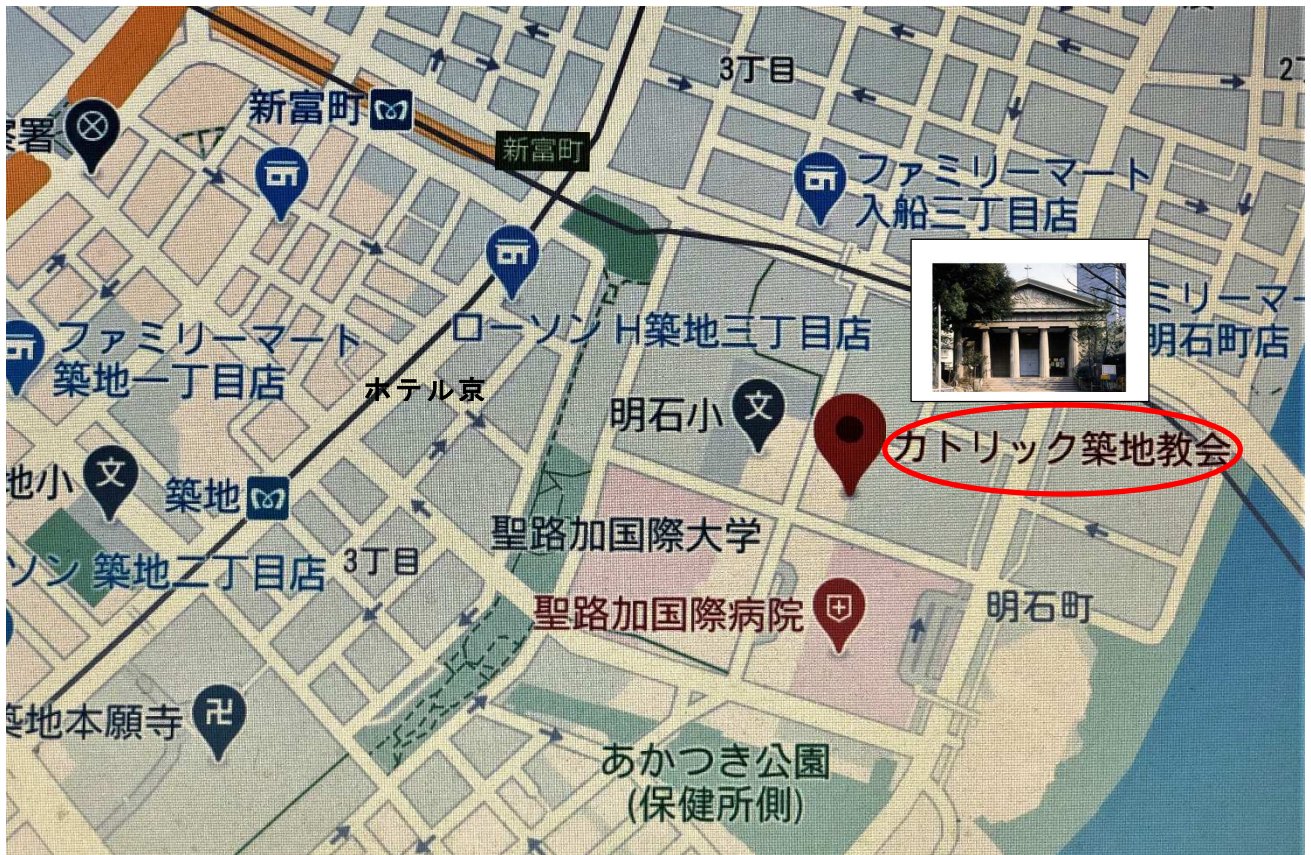 3丁目
2丁
新富町
新富町
察署
ファミリーマート
入船三丁目店
ミリーマー
明石町店
ローソン H築地三丁目店
ファミリーマート
築地一丁目店
ホテル京
明石小
カトリック築地教会
地小
築地
聖路加国際大学
ソン 築地二丁目店
3丁目
聖路加国際病院
明石町
築地本願寺
あかつき公園
(保健所側)